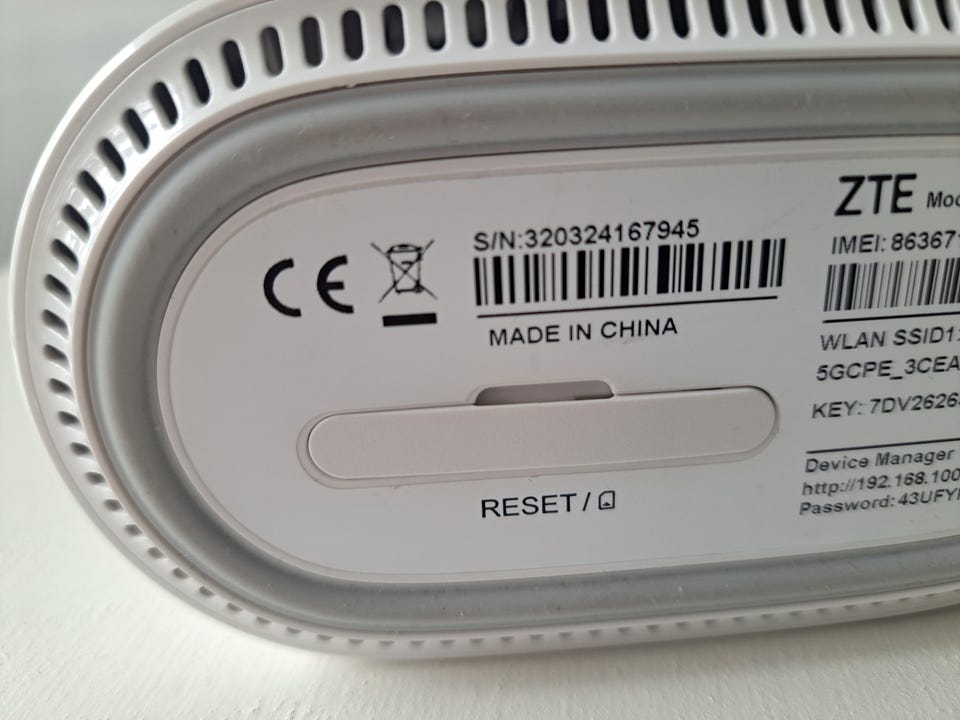 CE
S/N:320324167945
MADE IN CHINA
RESET /
ZTE
IMEI: 863671
WLAN SSID1:
5GCPE_3CEA
KEY: 7DV2626
Device Manager
http://192.168.100
Password: 43UFY